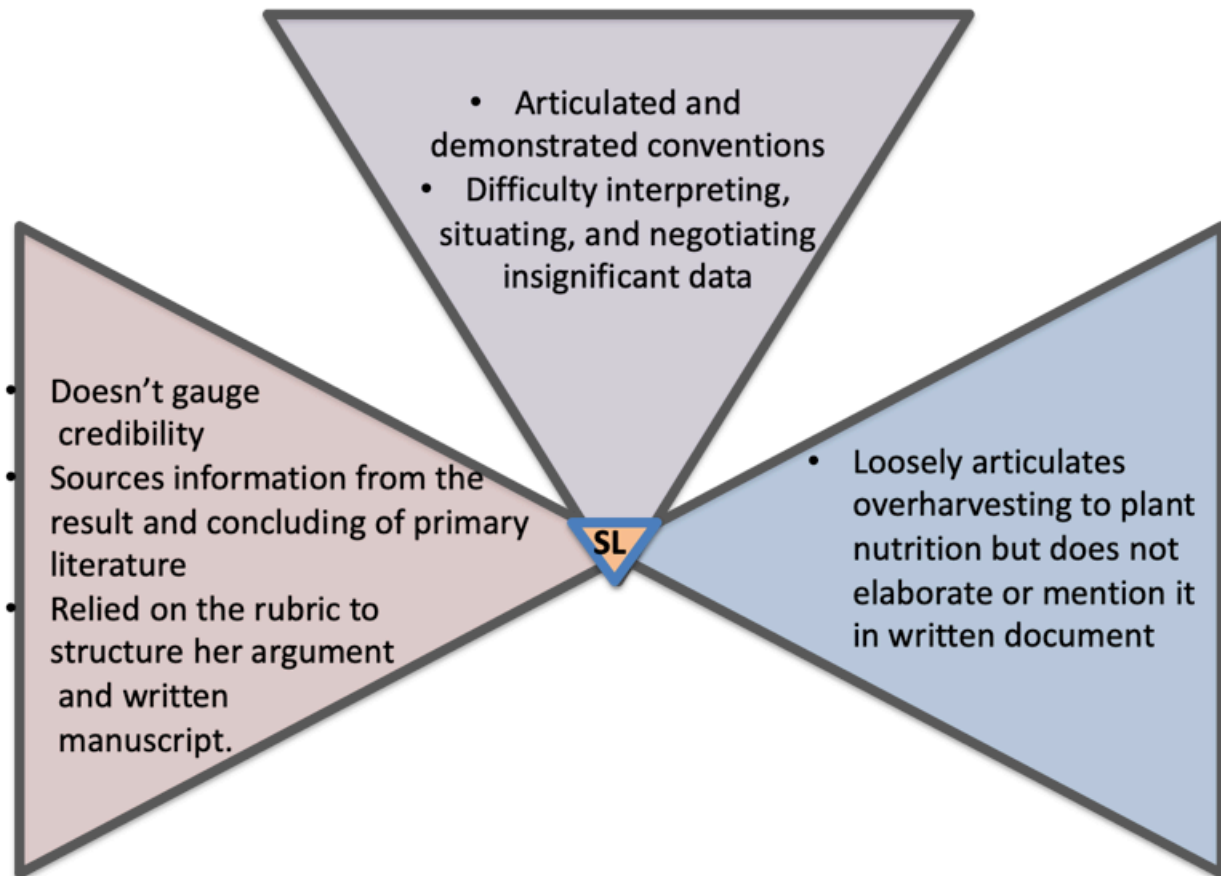 • Articulated and
demonstrated conventions
• Difficulty interpreting,
situating, and negotiating
insignificant data
• Doesn’t gauge
credibility
• Sources information from the
result and concluding of primary
literature
• Relied on the rubric to
structure her argument
and written
manuscript.
SL
• Loosely articulates
overharvesting to plant
nutrition but does not
elaborate or mention it
in written document